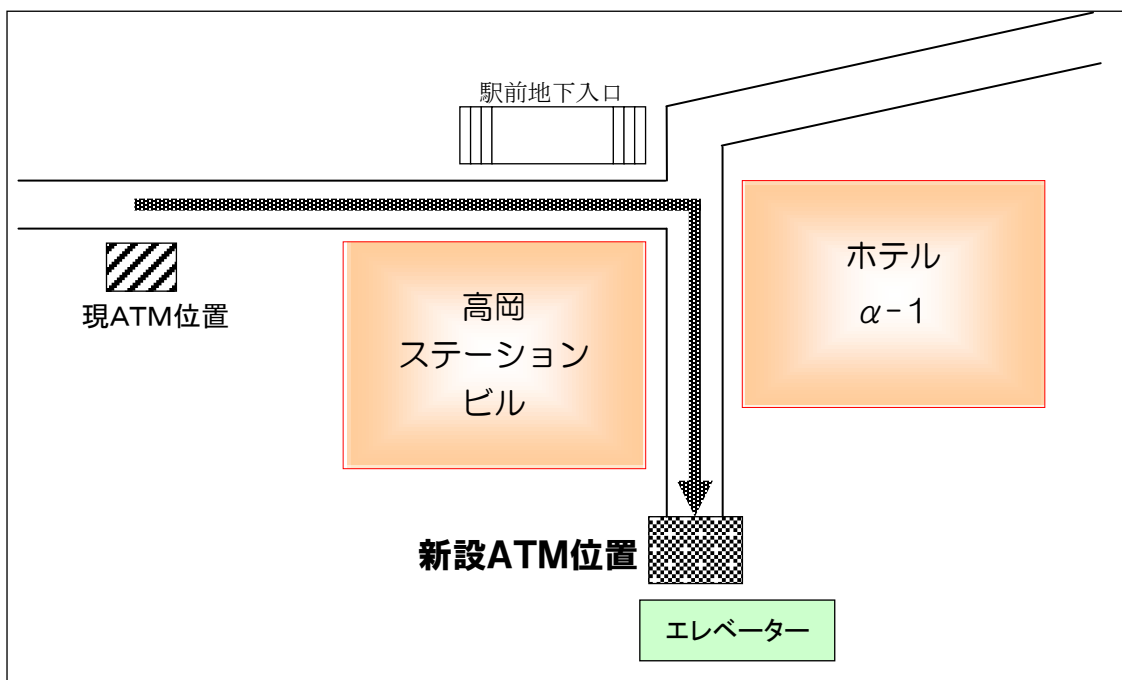 駅前地下入口
現ATM位置
高岡
ステーション
ビル
ホテル
α-1
新設ATM位置
エレベーター